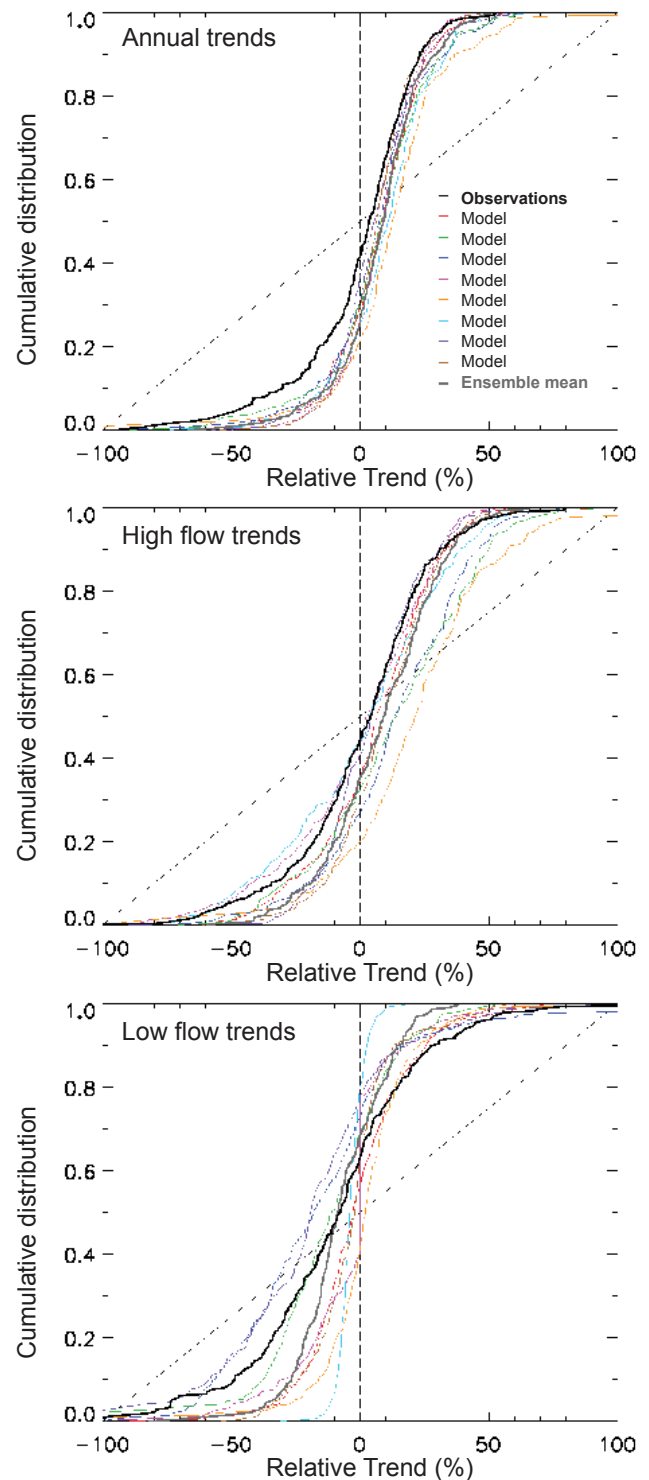 1.0
Annual trends
0.8
0.6
0.4
0.2
0.0
Cumulative distribution
Observations
Model
Model
Model
Model
Model
Model
Model
Model
Ensemble mean
−100
−50
0
50
100
Relative Trend (%)
1.0
High flow trends
0.8
0.6
0.4
0.2
0.0
Cumulative distribution
−100
−50
0
50
100
Relative Trend (%)
1.0
Low flow trends
0.8
0.6
0.4
0.2
0.0
Cumulative distribution
−100
−50
0
50
100
Relative Trend (%)